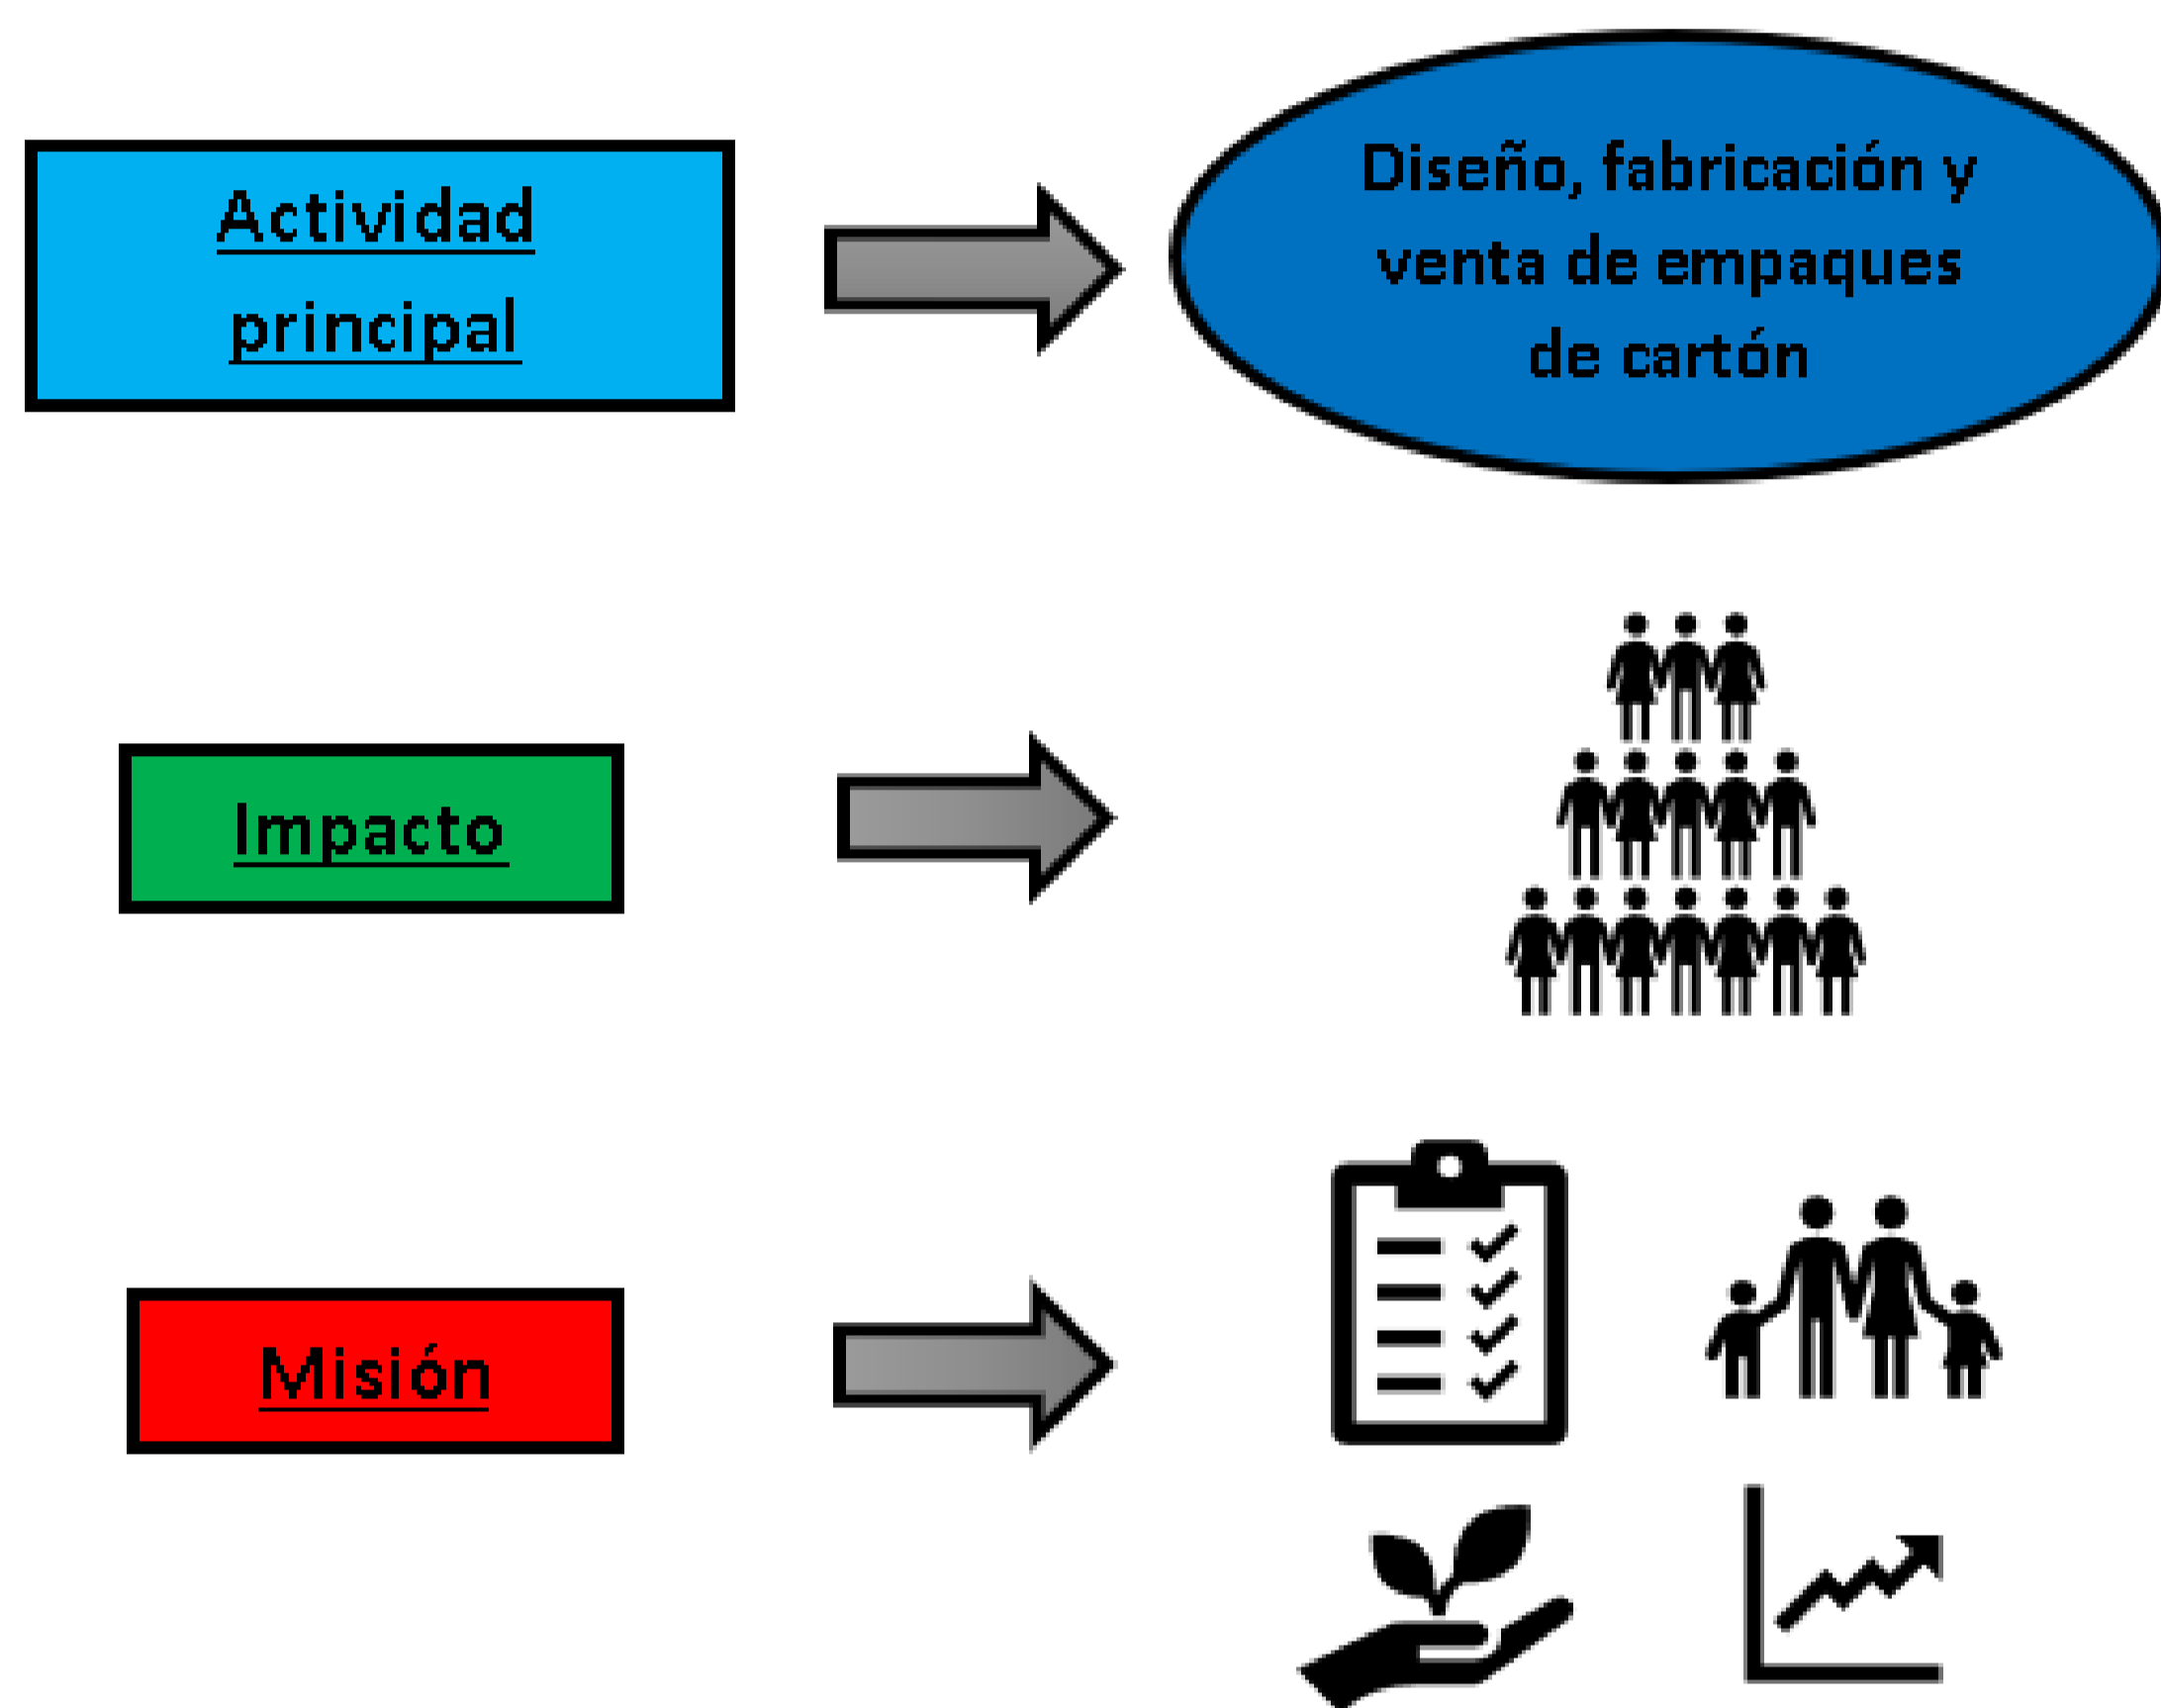 Actividad
principal
Diseño, fabricación y
venta de empaques
de cartón
Impacto
Misión